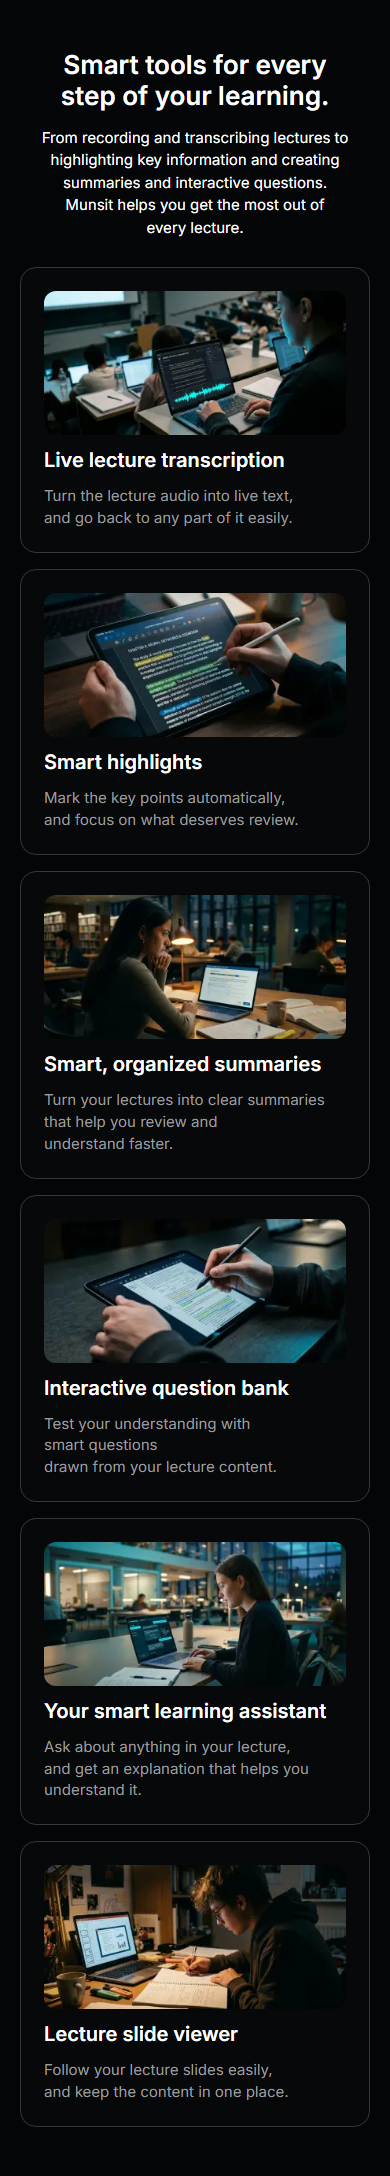 Smart tools for every
step of your learning.
From recording and transcribing lectures to
highlighting key information and creating
summaries and interactive questions.
Munsit helps you get the most out of
every lecture.
Live lecture transcription
Turn the lecture audio into live text,
and go back to any part of it easily.
Smart highlights
Mark the key points automatically,
and focus on what deserves review.
Smart, organized summaries
Turn your lectures into clear summaries
that help you review and
understand faster.
Interactive question bank
Test your understanding with
smart questions
drawn from your lecture content.
Your smart learning assistant
Ask about anything in your lecture,
and get an explanation that helps you
understand it.
Lecture slide viewer
Follow your lecture slides easily,
and keep the content in one place.